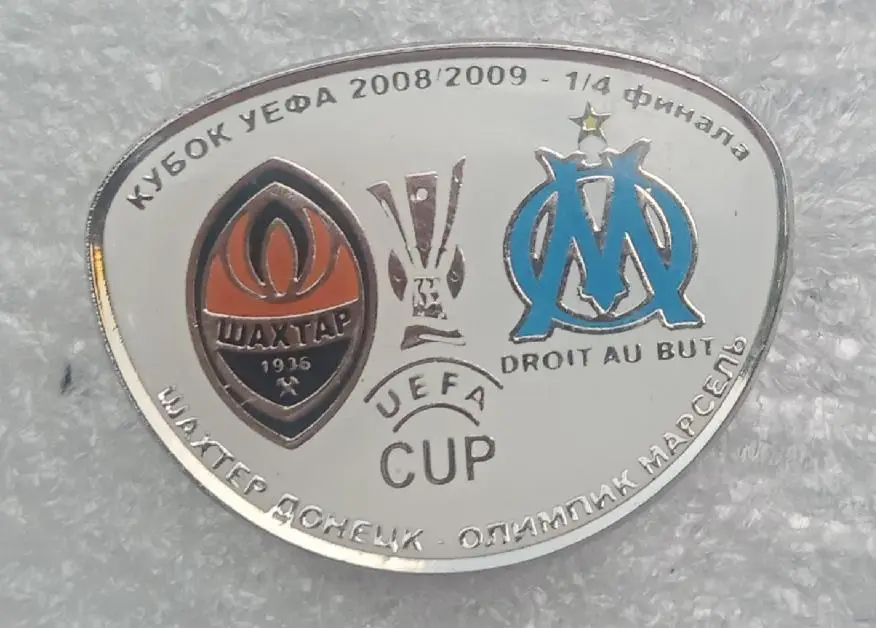 КУБОК УЕФА 2008/2009 - 1/4 финала
ШАХТАР
1936
DROIT AU BUT
UEFA
CUP
ШАХТЕР ДОНЕЦК - ОЛИМПИК МАРСЕЛЬ